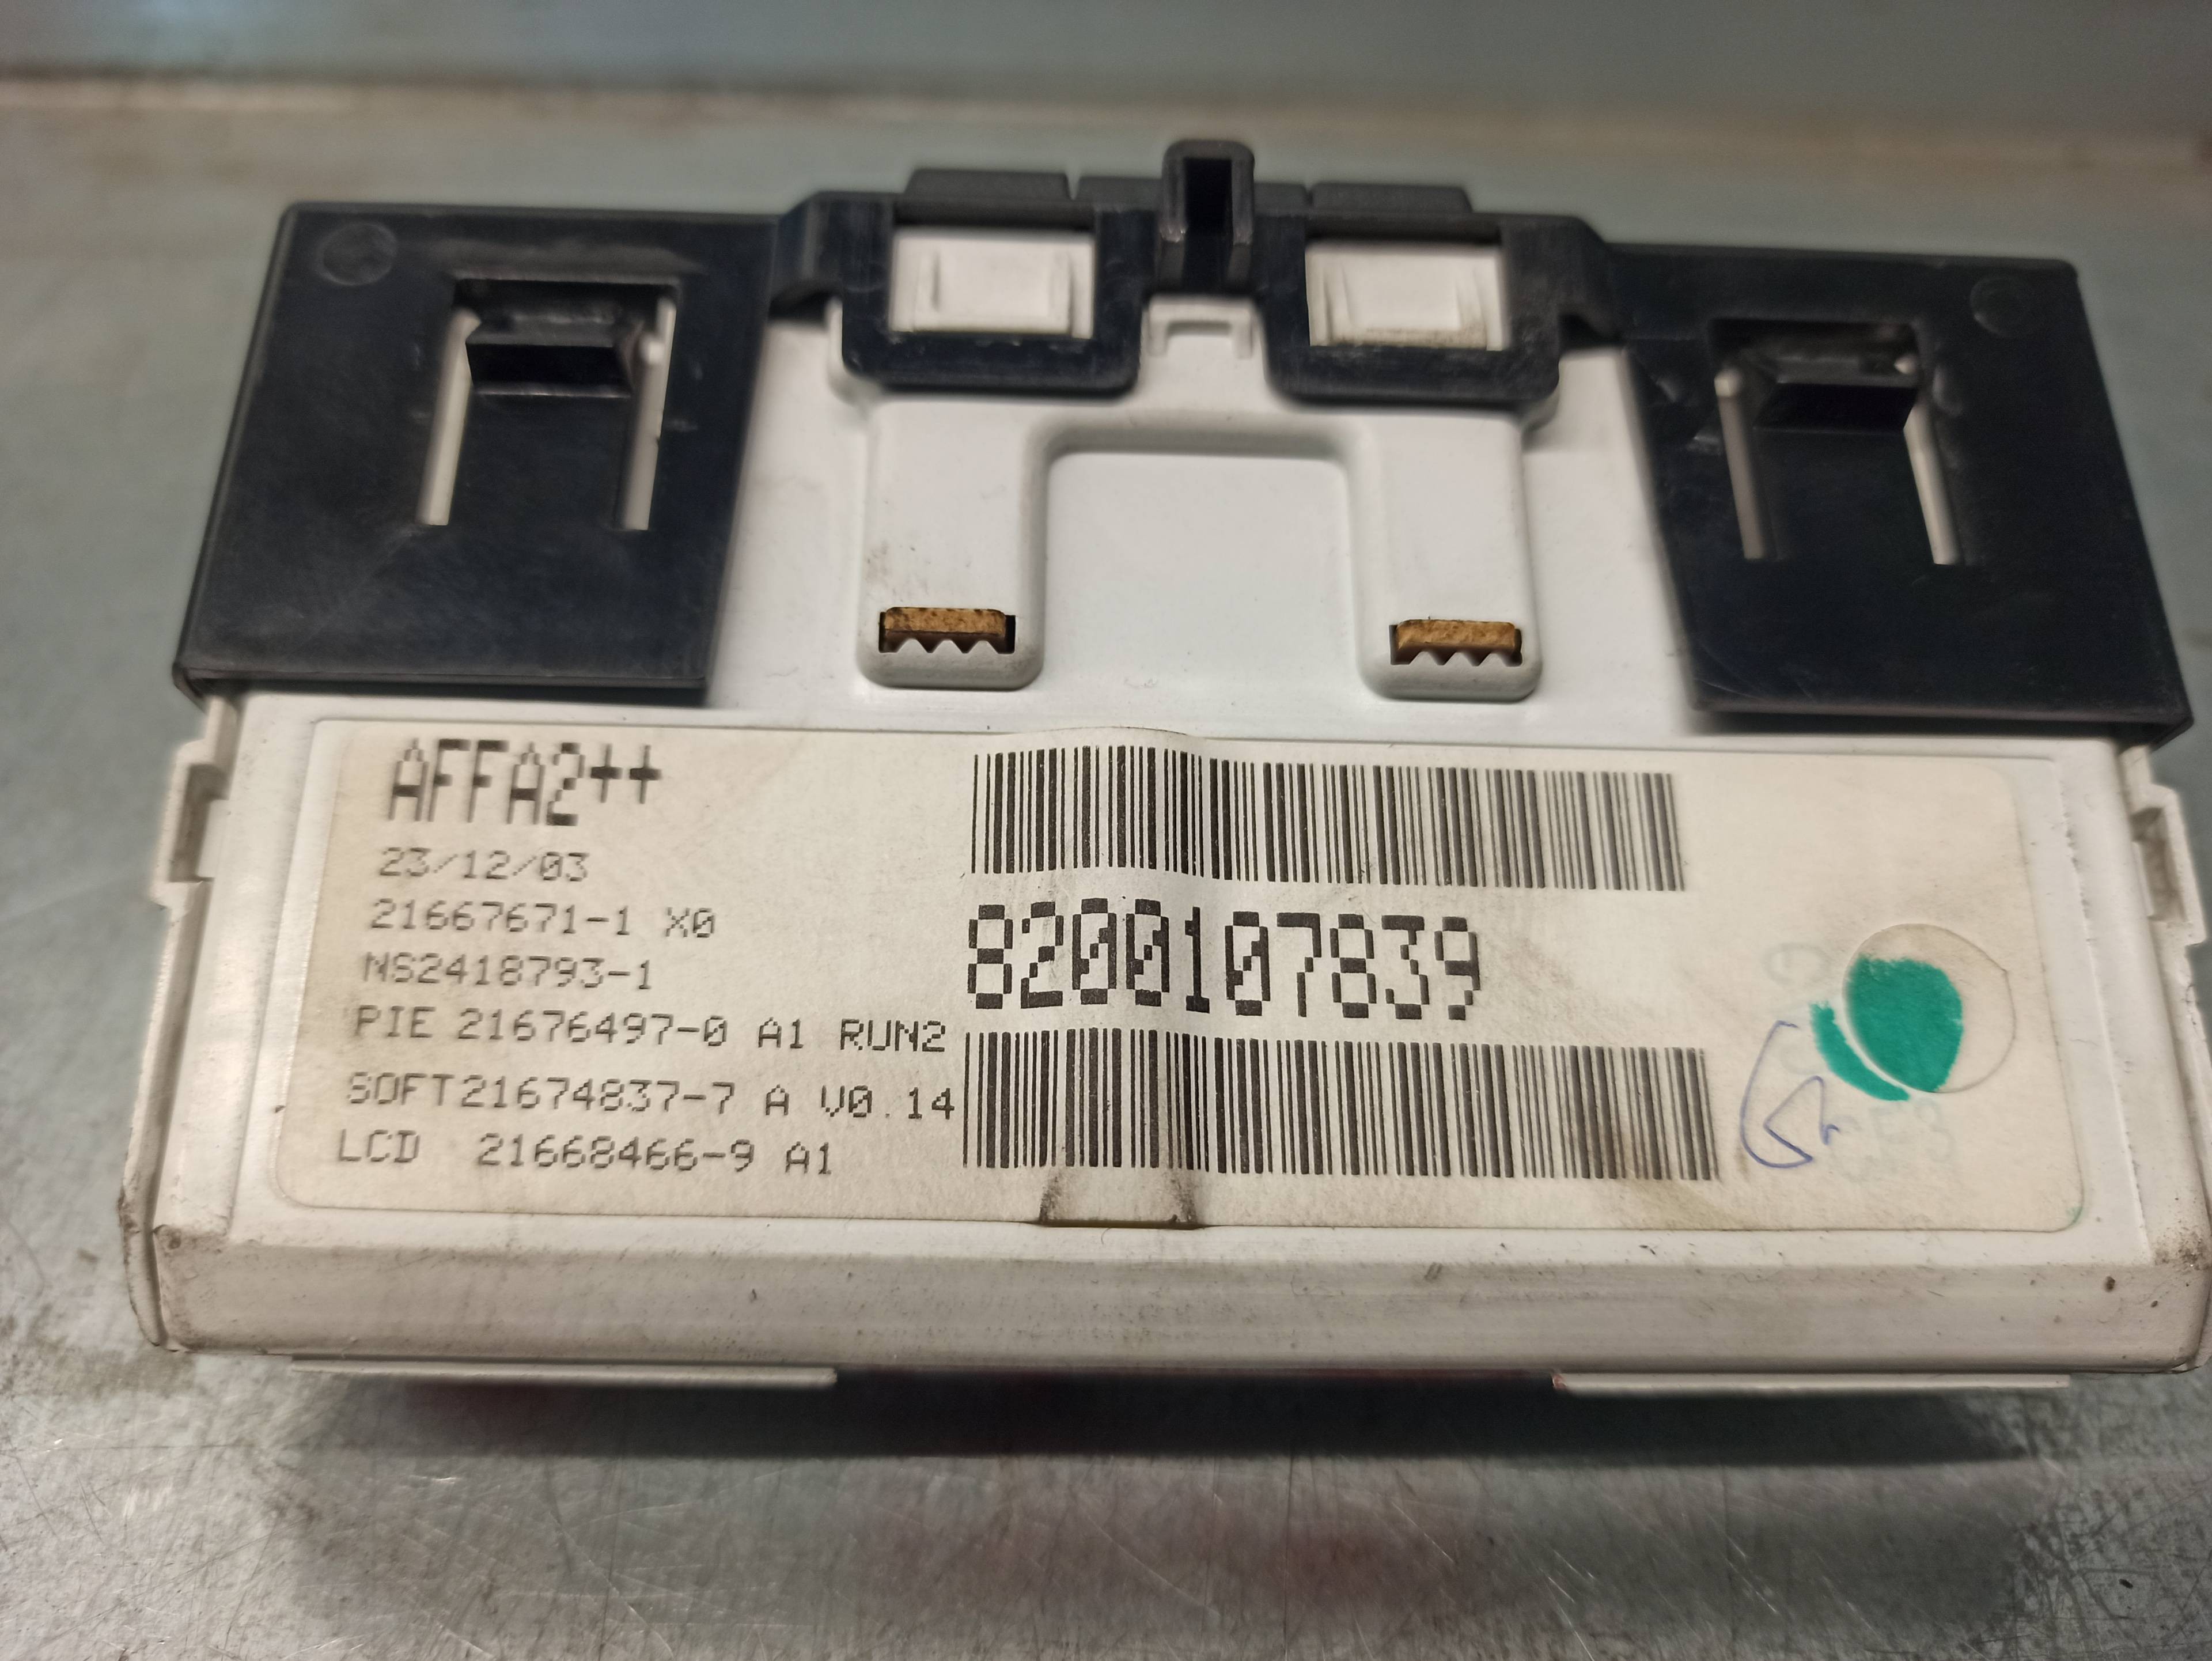 AFFA2++
23/12/03
21667671-1 X0
NS2418793-1
PIE 21676497-0 A1 RUN2
SOFT21674837-7 A V0.14
LCD 21668466-9 A1
8200107839